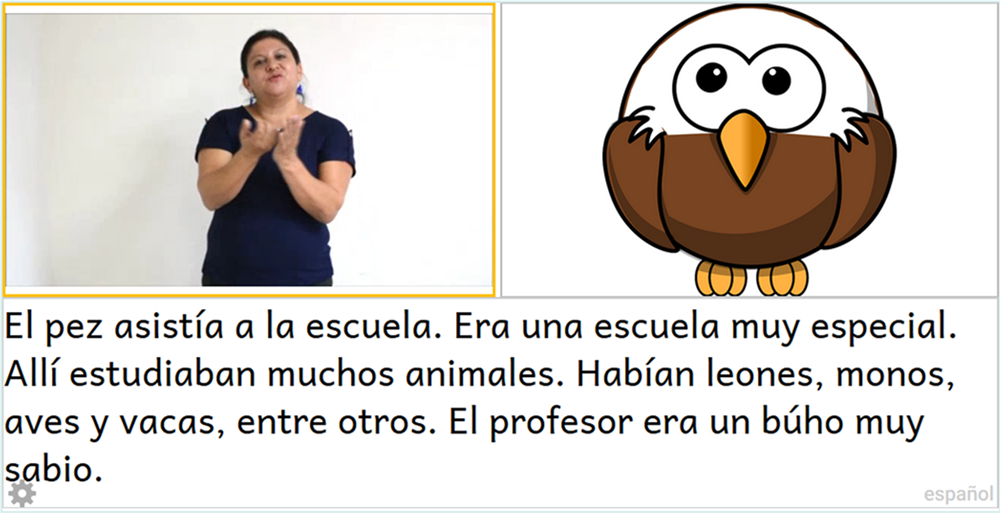 El pez asistía a la escuela. Era una escuela muy especial.
Allí estudiaban muchos animales. Habían leones, monos,
aves y vacas, entre otros. El profesor era un búho muy
sabio.
español